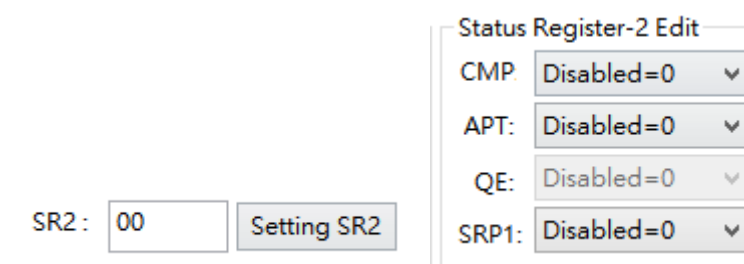 Status Register-2 Edit
CMP: Disabled=0
APT: Disabled=0
QE: Disabled=0
SR2 : 00 Setting SR2
SRP1: Disabled=0